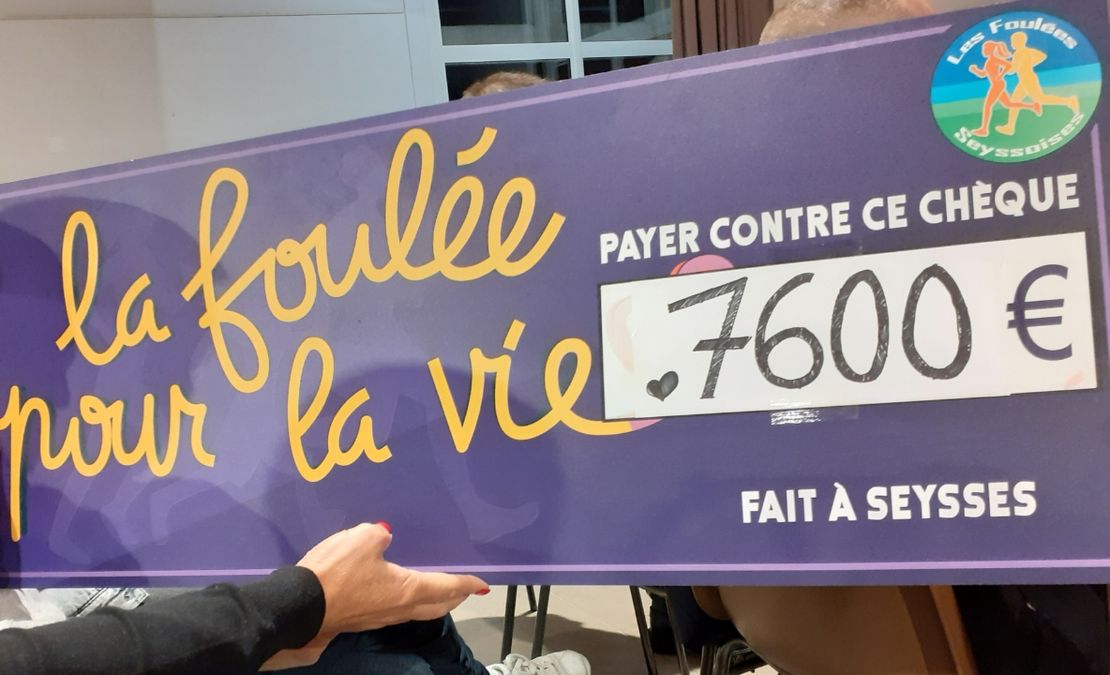 la foulée
pour la vie
Les Foulées
Seyssoises
PAYER CONTRE CE CHÈQUE
.7600 €
FAIT À SEYSSES